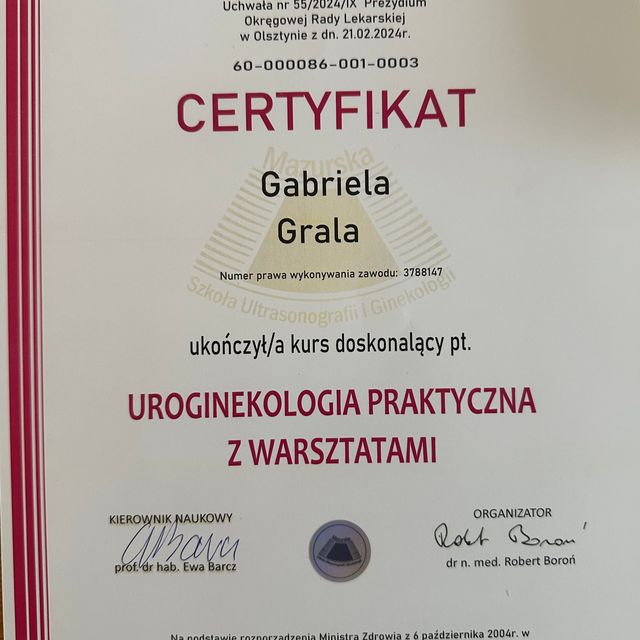 Uchwała nr 55/2024/IX Prezydium
Okręgowej Rady Lekarskiej
w Olsztynie z dn. 21.02.2024r.
60-000086-001-0003
CERTYFIKAT
Mazurska
Gabriela
Grala
Numer prawa wykonywania zawodu: 3788147
Szkoła Ultrasonografii i Ginekologii
ukończył/a kurs doskonalący pt.
UROGINEKOLOGIA PRAKTYCZNA
Z WARSZTATAMI
KIEROWNIK NAUKOWY
prof. dr hab. Ewa Barcz
ORGANIZATOR
Robert Boroń
dr n. med. Robert Boroń
Na podstawie rozporządzenia Ministra Zdrowia z 6 października 2004r. w